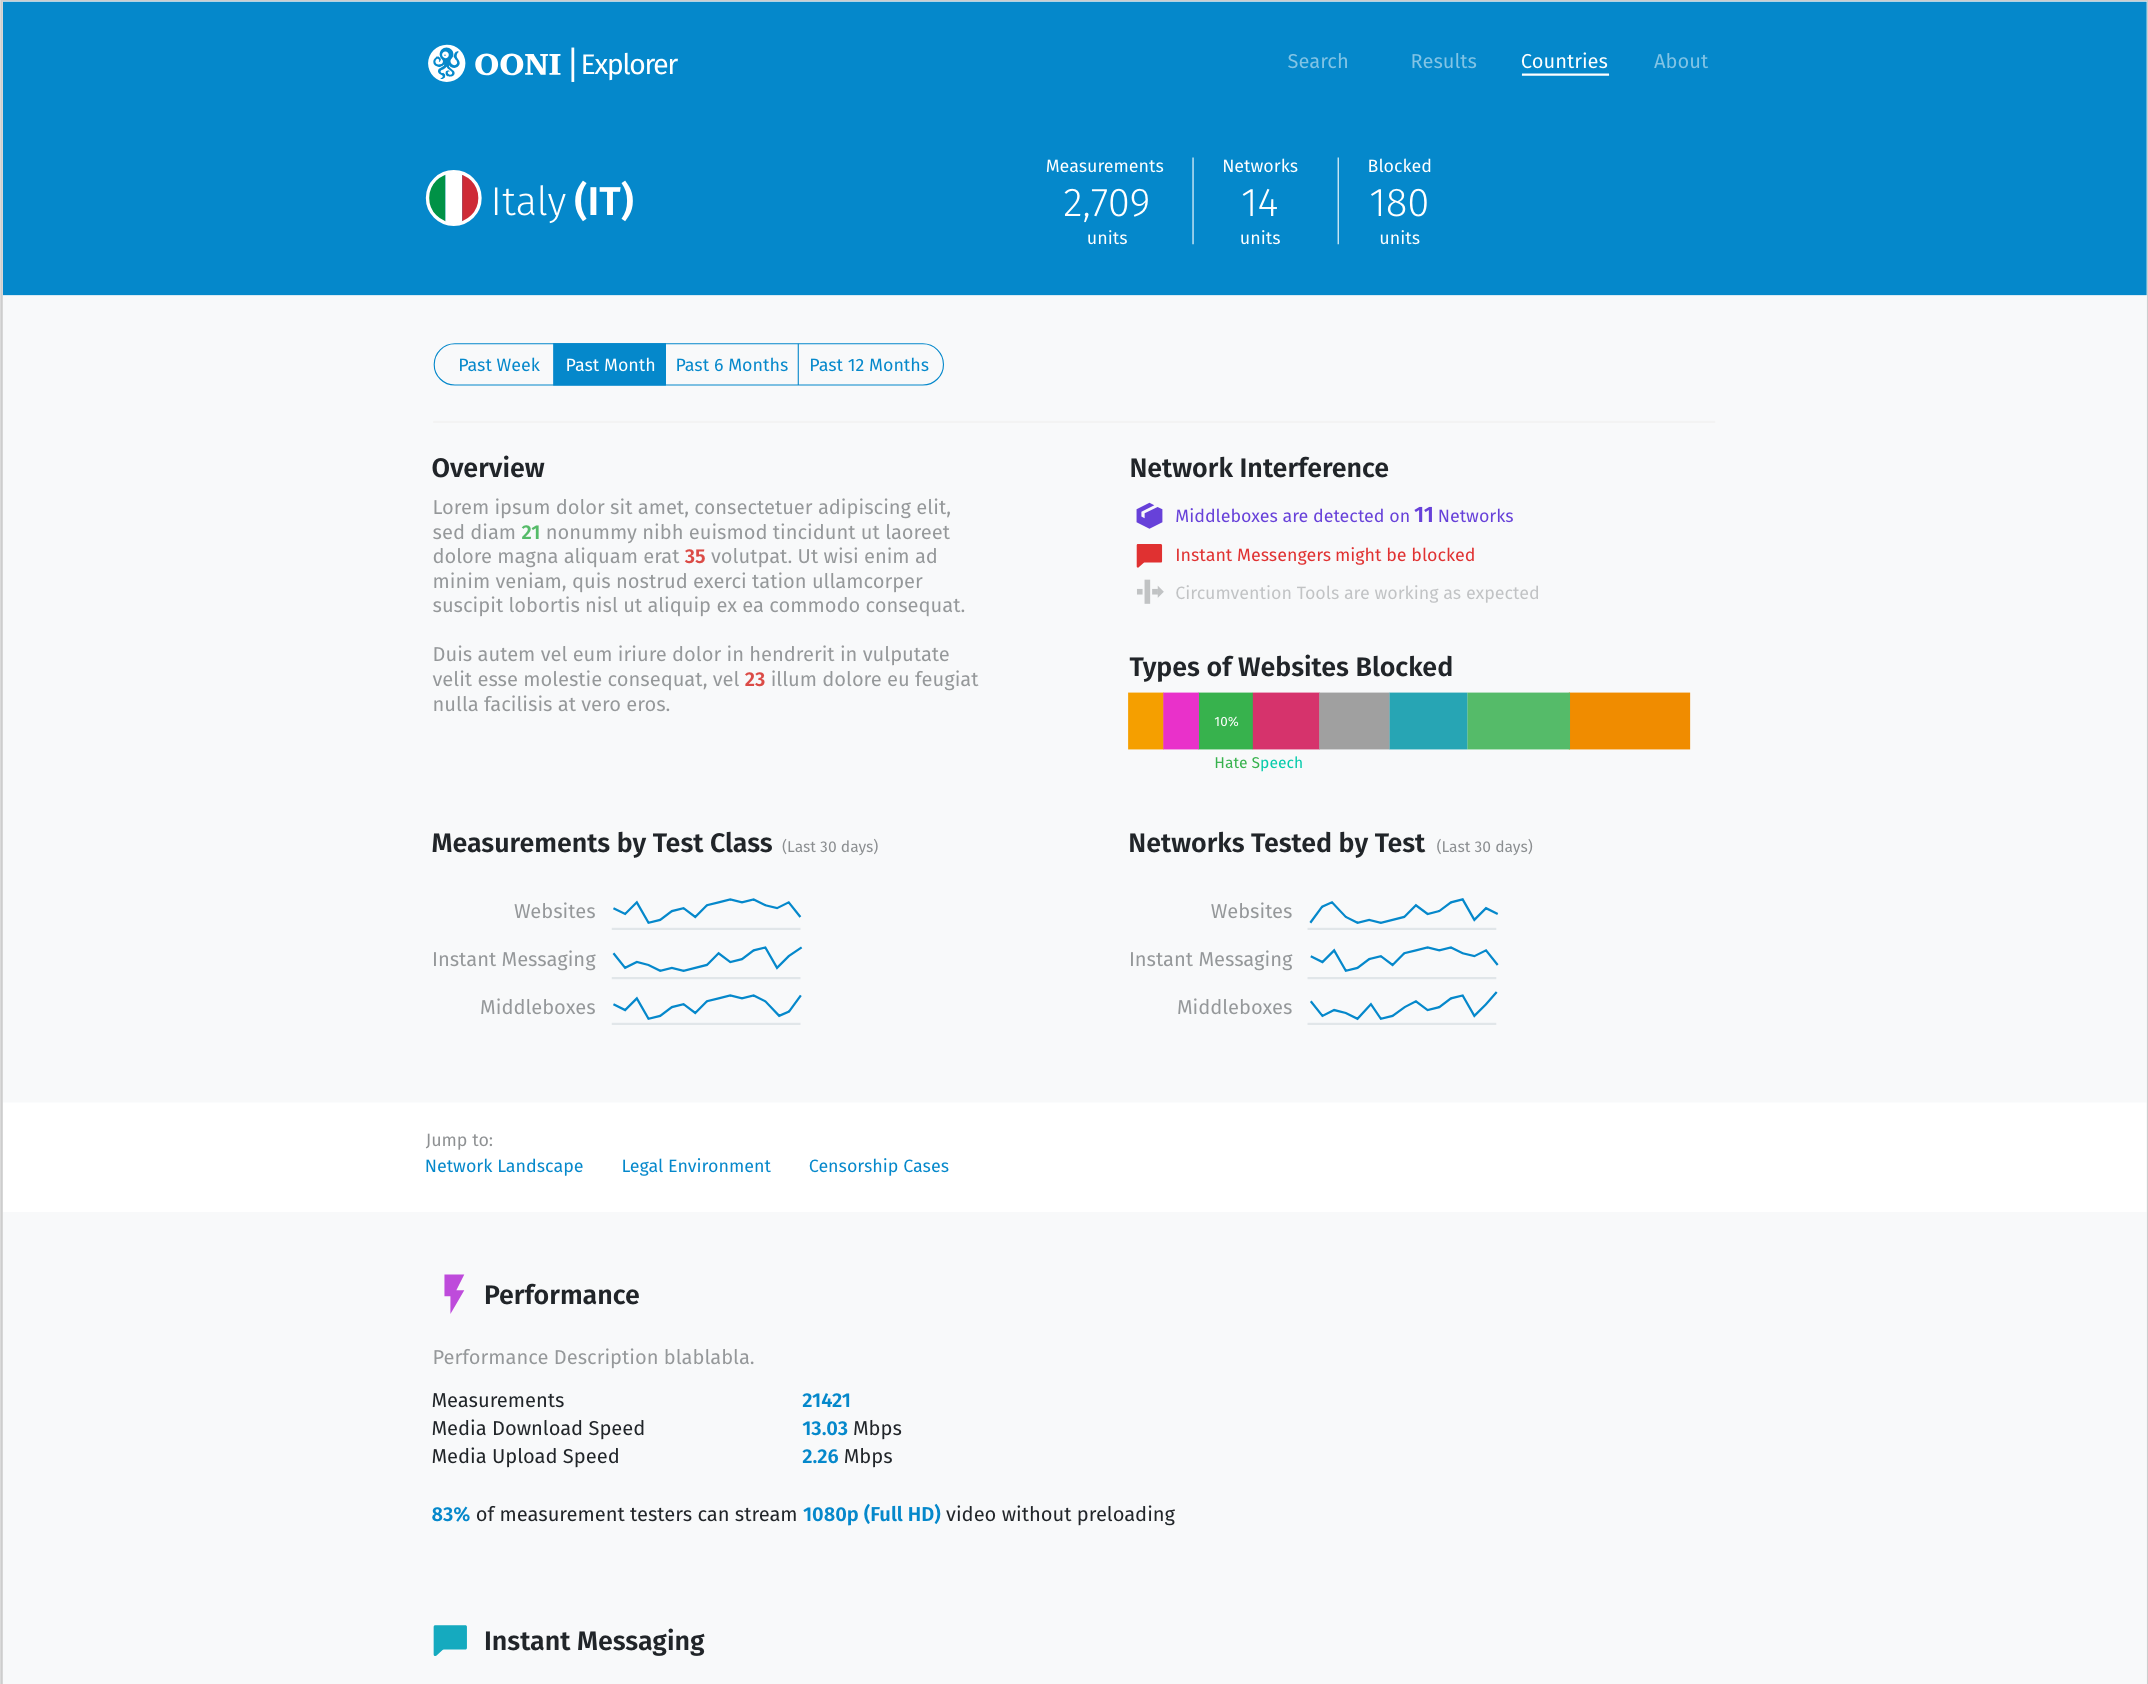 OONI | Explorer
Search Results Countries About
Italy (IT)
Measurements Networks Blocked
2,709 14 180
units units units
Past Week Past Month Past 6 Months Past 12 Months
Overview
Lorem ipsum dolor sit amet, consectetuer adipiscing elit,
sed diam 21 nonummy nibh euismod tincidunt ut laoreet
dolore magna aliquam erat 35 volutpat. Ut wisi enim ad
minim veniam, quis nostrud exerci tation ullamcorper
suscipit lobortis nisl ut aliquip ex ea commodo consequat.
Duis autem vel eum iriure dolor in hendrerit in vulputate
velit esse molestie consequat, vel 23 illum dolore eu feugiat
nulla facilisis at vero eros.
Network Interference
Middleboxes are detected on 11 Networks
Instant Messengers might be blocked
Circumvention Tools are working as expected
Types of Websites Blocked
10%
Hate Speech
Measurements by Test Class (Last 30 days)
Websites
Instant Messaging
Middleboxes
Networks Tested by Test (Last 30 days)
Websites
Instant Messaging
Middleboxes
Jump to:
Network Landscape Legal Environment Censorship Cases
Performance
Performance Description blablabla.
Measurements 21421
Media Download Speed 13.03 Mbps
Media Upload Speed 2.26 Mbps
83% of measurement testers can stream 1080p (Full HD) video without preloading
Instant Messaging